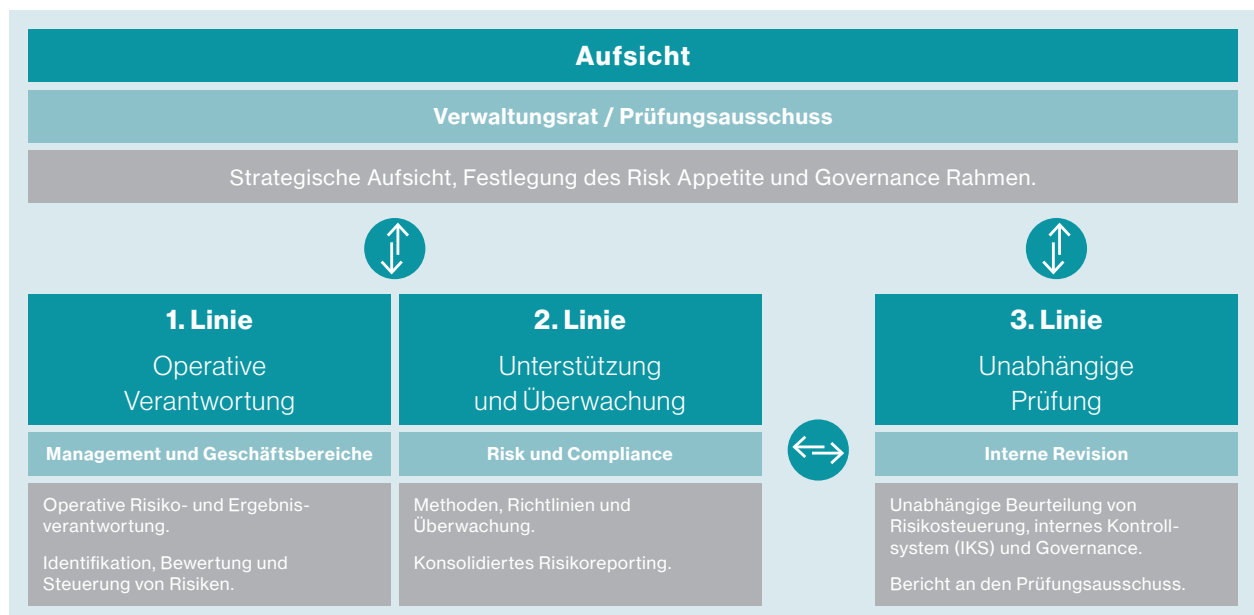 Aufsicht
Verwaltungsrat / Prüfungsausschuss
Strategische Aufsicht, Festlegung des Risk Appetite und Governance Rahmen.
1. Linie
Operative
Verantwortung
Management und Geschäftsbereiche
Operative Risiko- und Ergebnis-
verantwortung.
Identifikation, Bewertung und
Steuerung von Risiken.
2. Linie
Unterstützung
und Überwachung
Risk und Compliance
Methoden, Richtlinien und
Überwachung.
Konsolidiertes Risikoreporting.
3. Linie
Unabhängige
Prüfung
Interne Revision
Unabhängige Beurteilung von
Risikosteuerung, internes Kontroll-
system (IKS) und Governance.
Bericht an den Prüfungsausschuss.